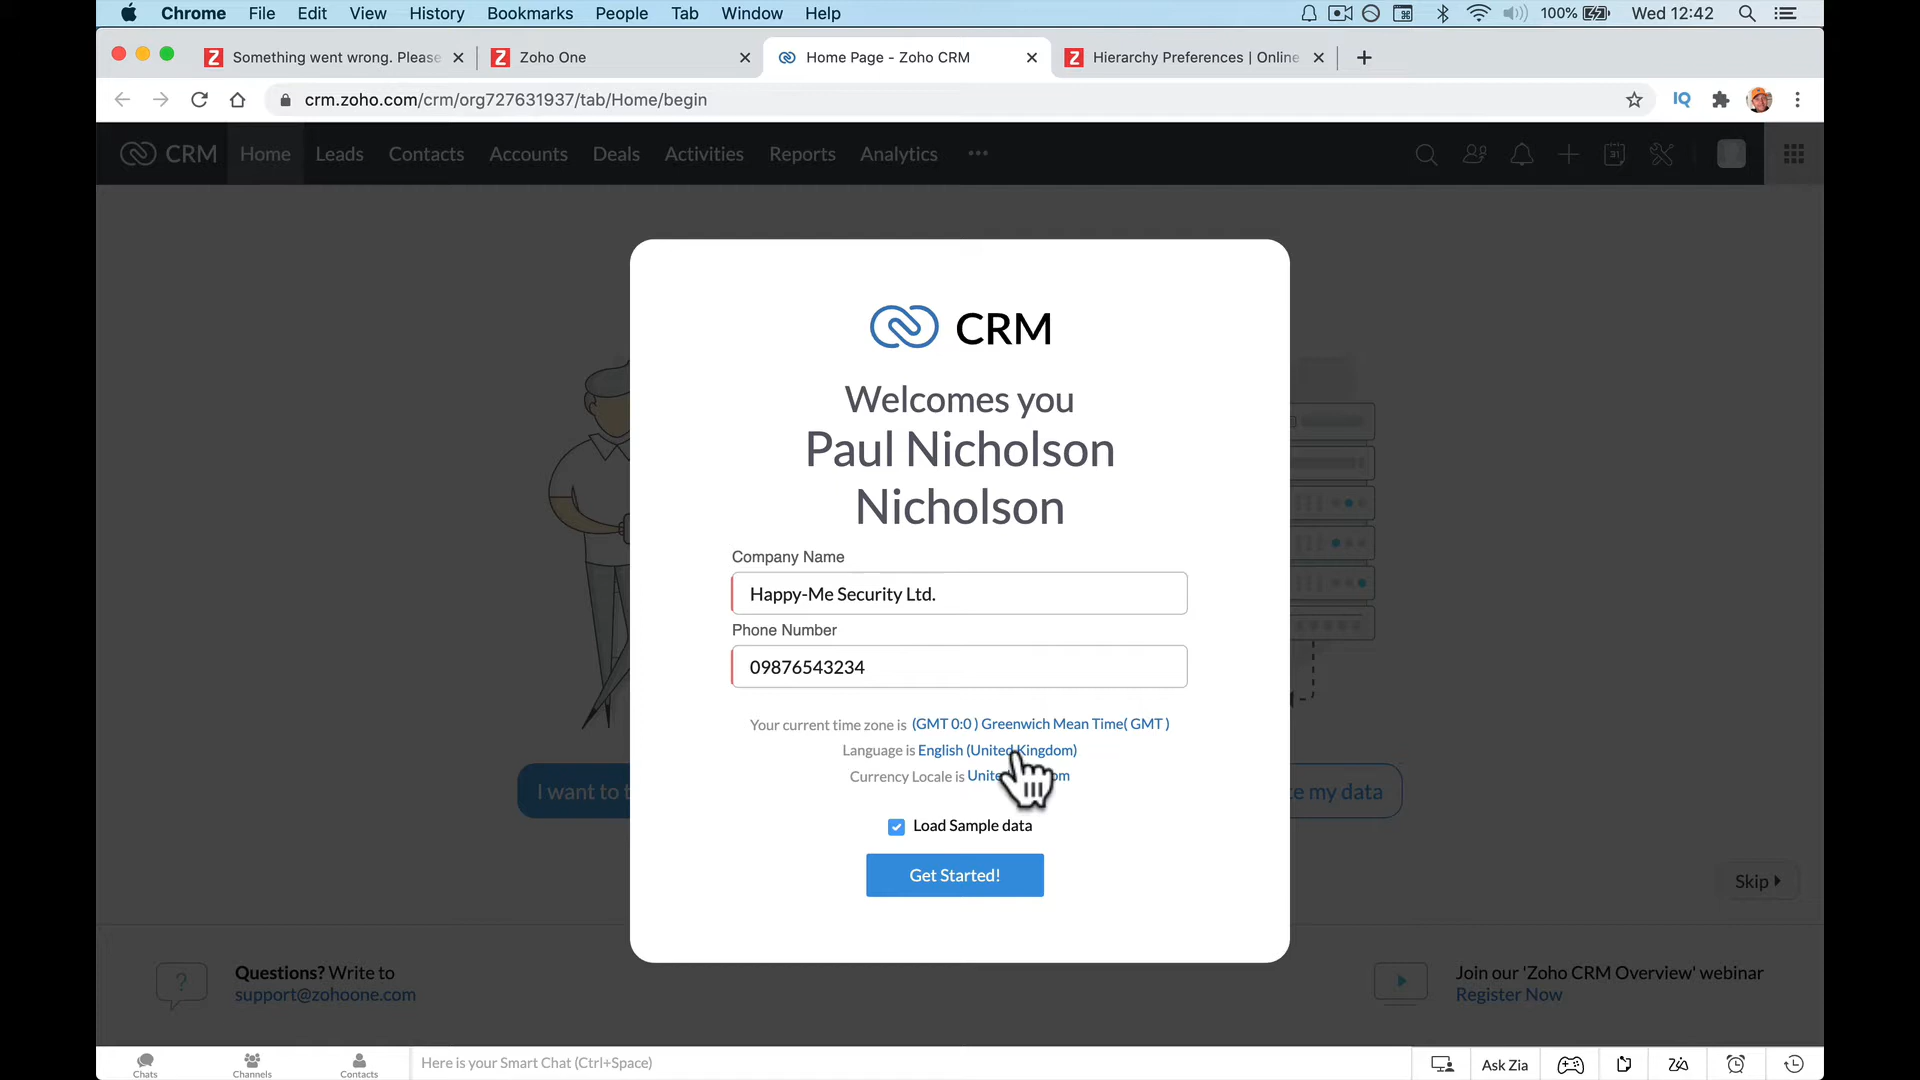 Chrome File Edit View History Bookmarks People Tab Window Help 100% Wed 12:42
Something went wrong. Please
Zoho One
Home Page - Zoho CRM
Hierarchy Preferences | Online
crm.zoho.com/crm/org727631937/tab/Home/begin
IQ
CRM Home Leads Contacts Accounts Deals Activities Reports Analytics
31
CRM
Welcomes you
Paul Nicholson
Nicholson
Company Name
Happy-Me Security Ltd.
Phone Number
09876543234
Your current time zone is (GMT 0:0 ) Greenwich Mean Time( GMT )
Language is English (United Kingdom)
Currency Locale is
I want to
my data
Load Sample data
Get Started!
Skip
Questions? Write to
support@zohoone.com
Join our 'Zoho CRM Overview' webinar
Register Now
Chats
Channels
Contacts
Here is your Smart Chat (Ctrl+Space)
Ask Zia